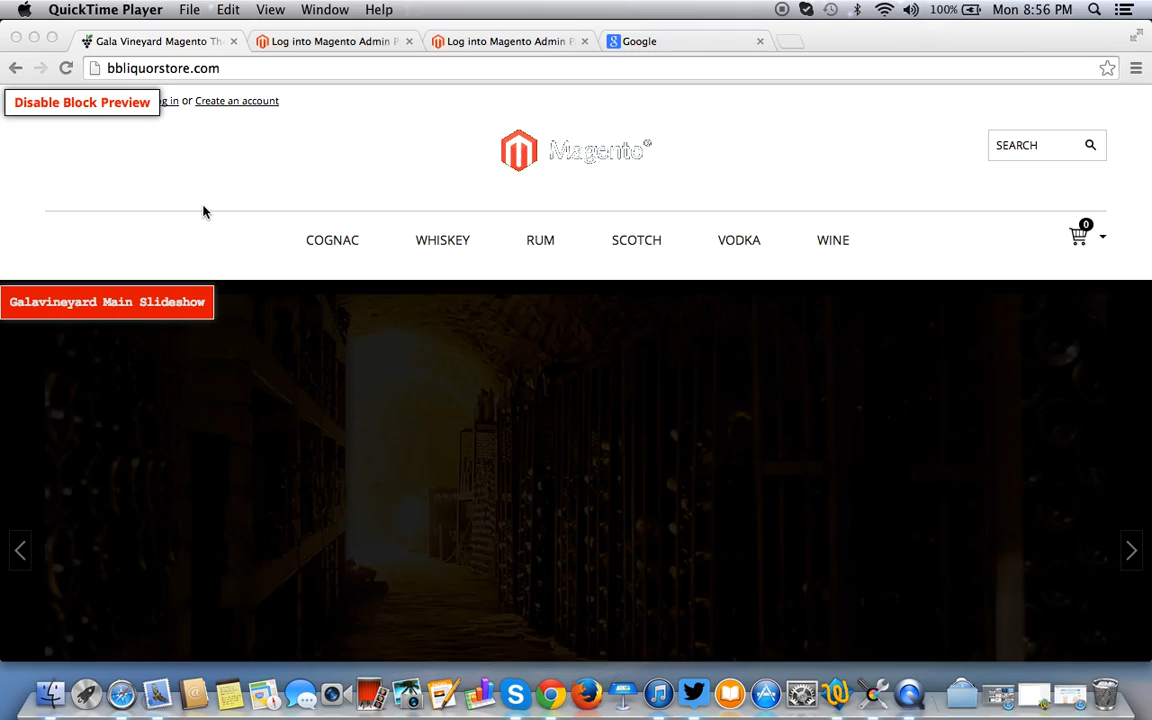 QuickTime Player File Edit View Window Help 100% Mon 8:56 PM
Gala Vineyard Magento Th Log into Magento Admin P Log into Magento Admin P Google
bbliquorstore.com
Disable Block Preview in or Create an account
Magento®
SEARCH
0
COGNAC WHISKEY RUM SCOTCH VODKA WINE
Galavineyard Main Slideshow